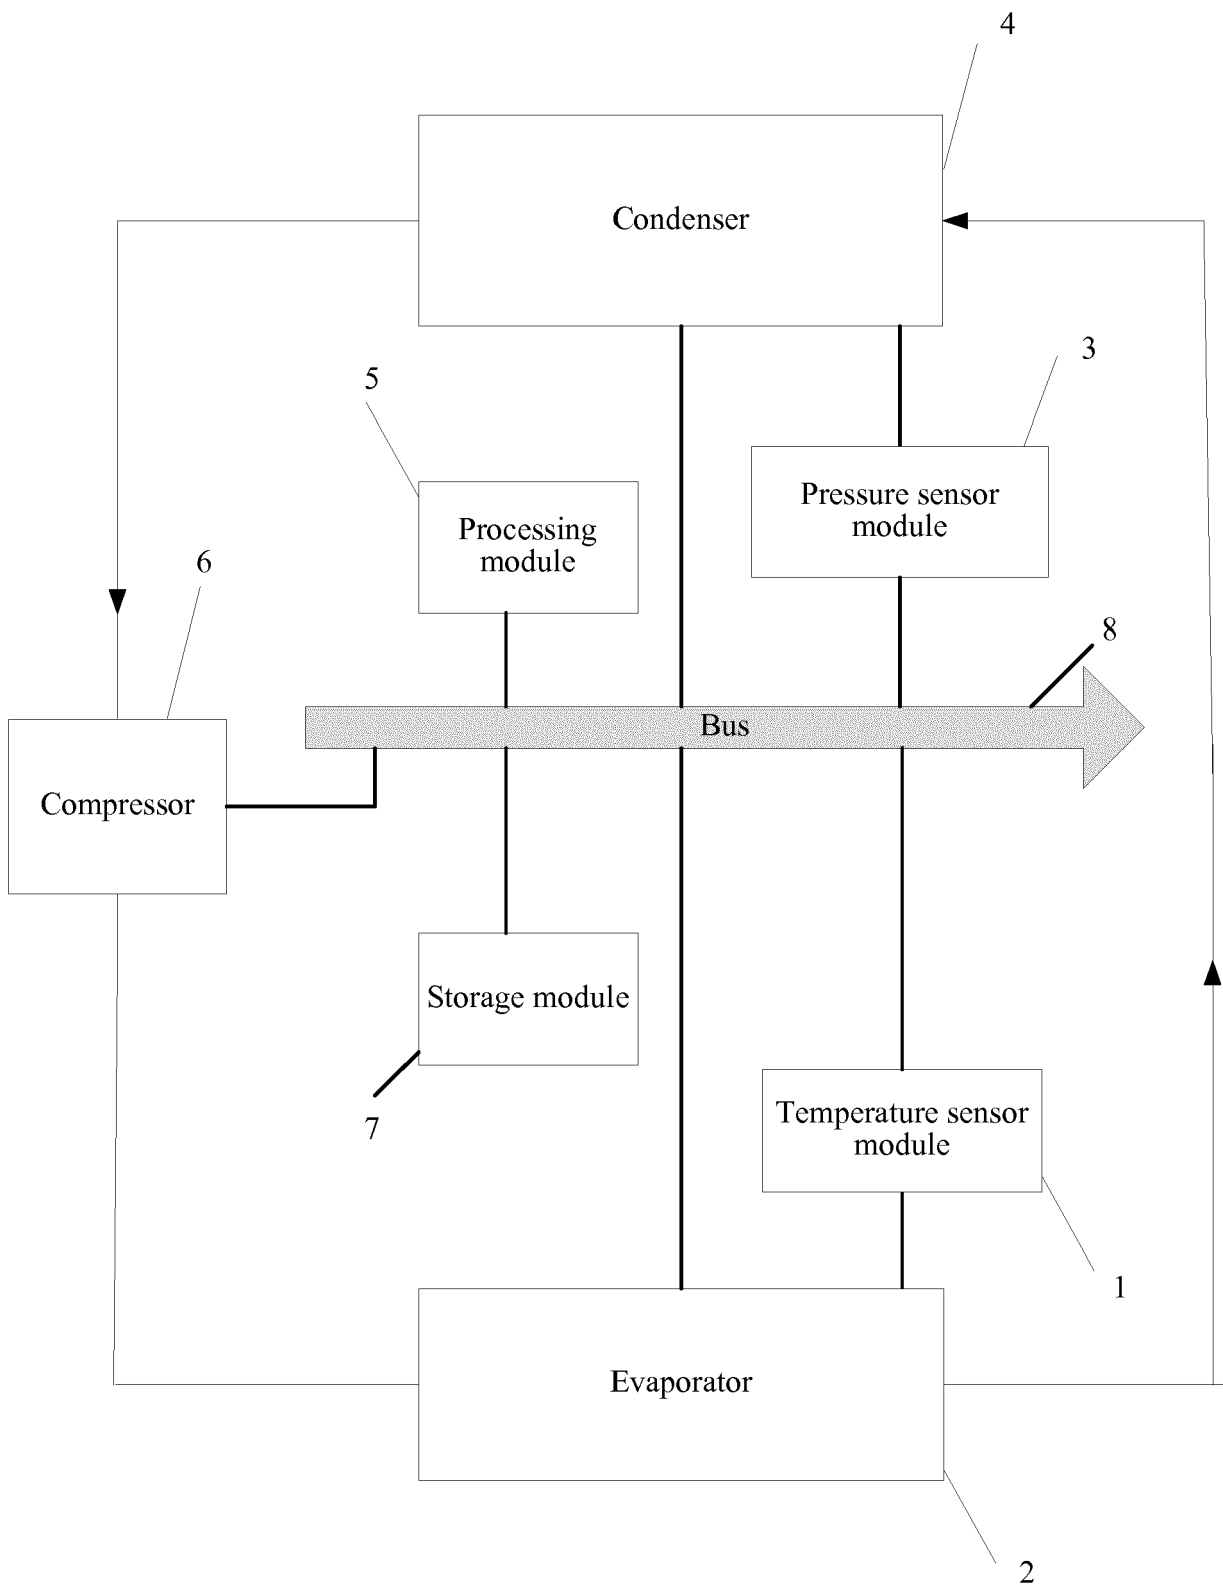 4
Condenser
3
5
Pressure sensor
module
Processing
module
6
8
Bus
Compressor
Storage module
7
Temperature sensor
module
1
Evaporator
2